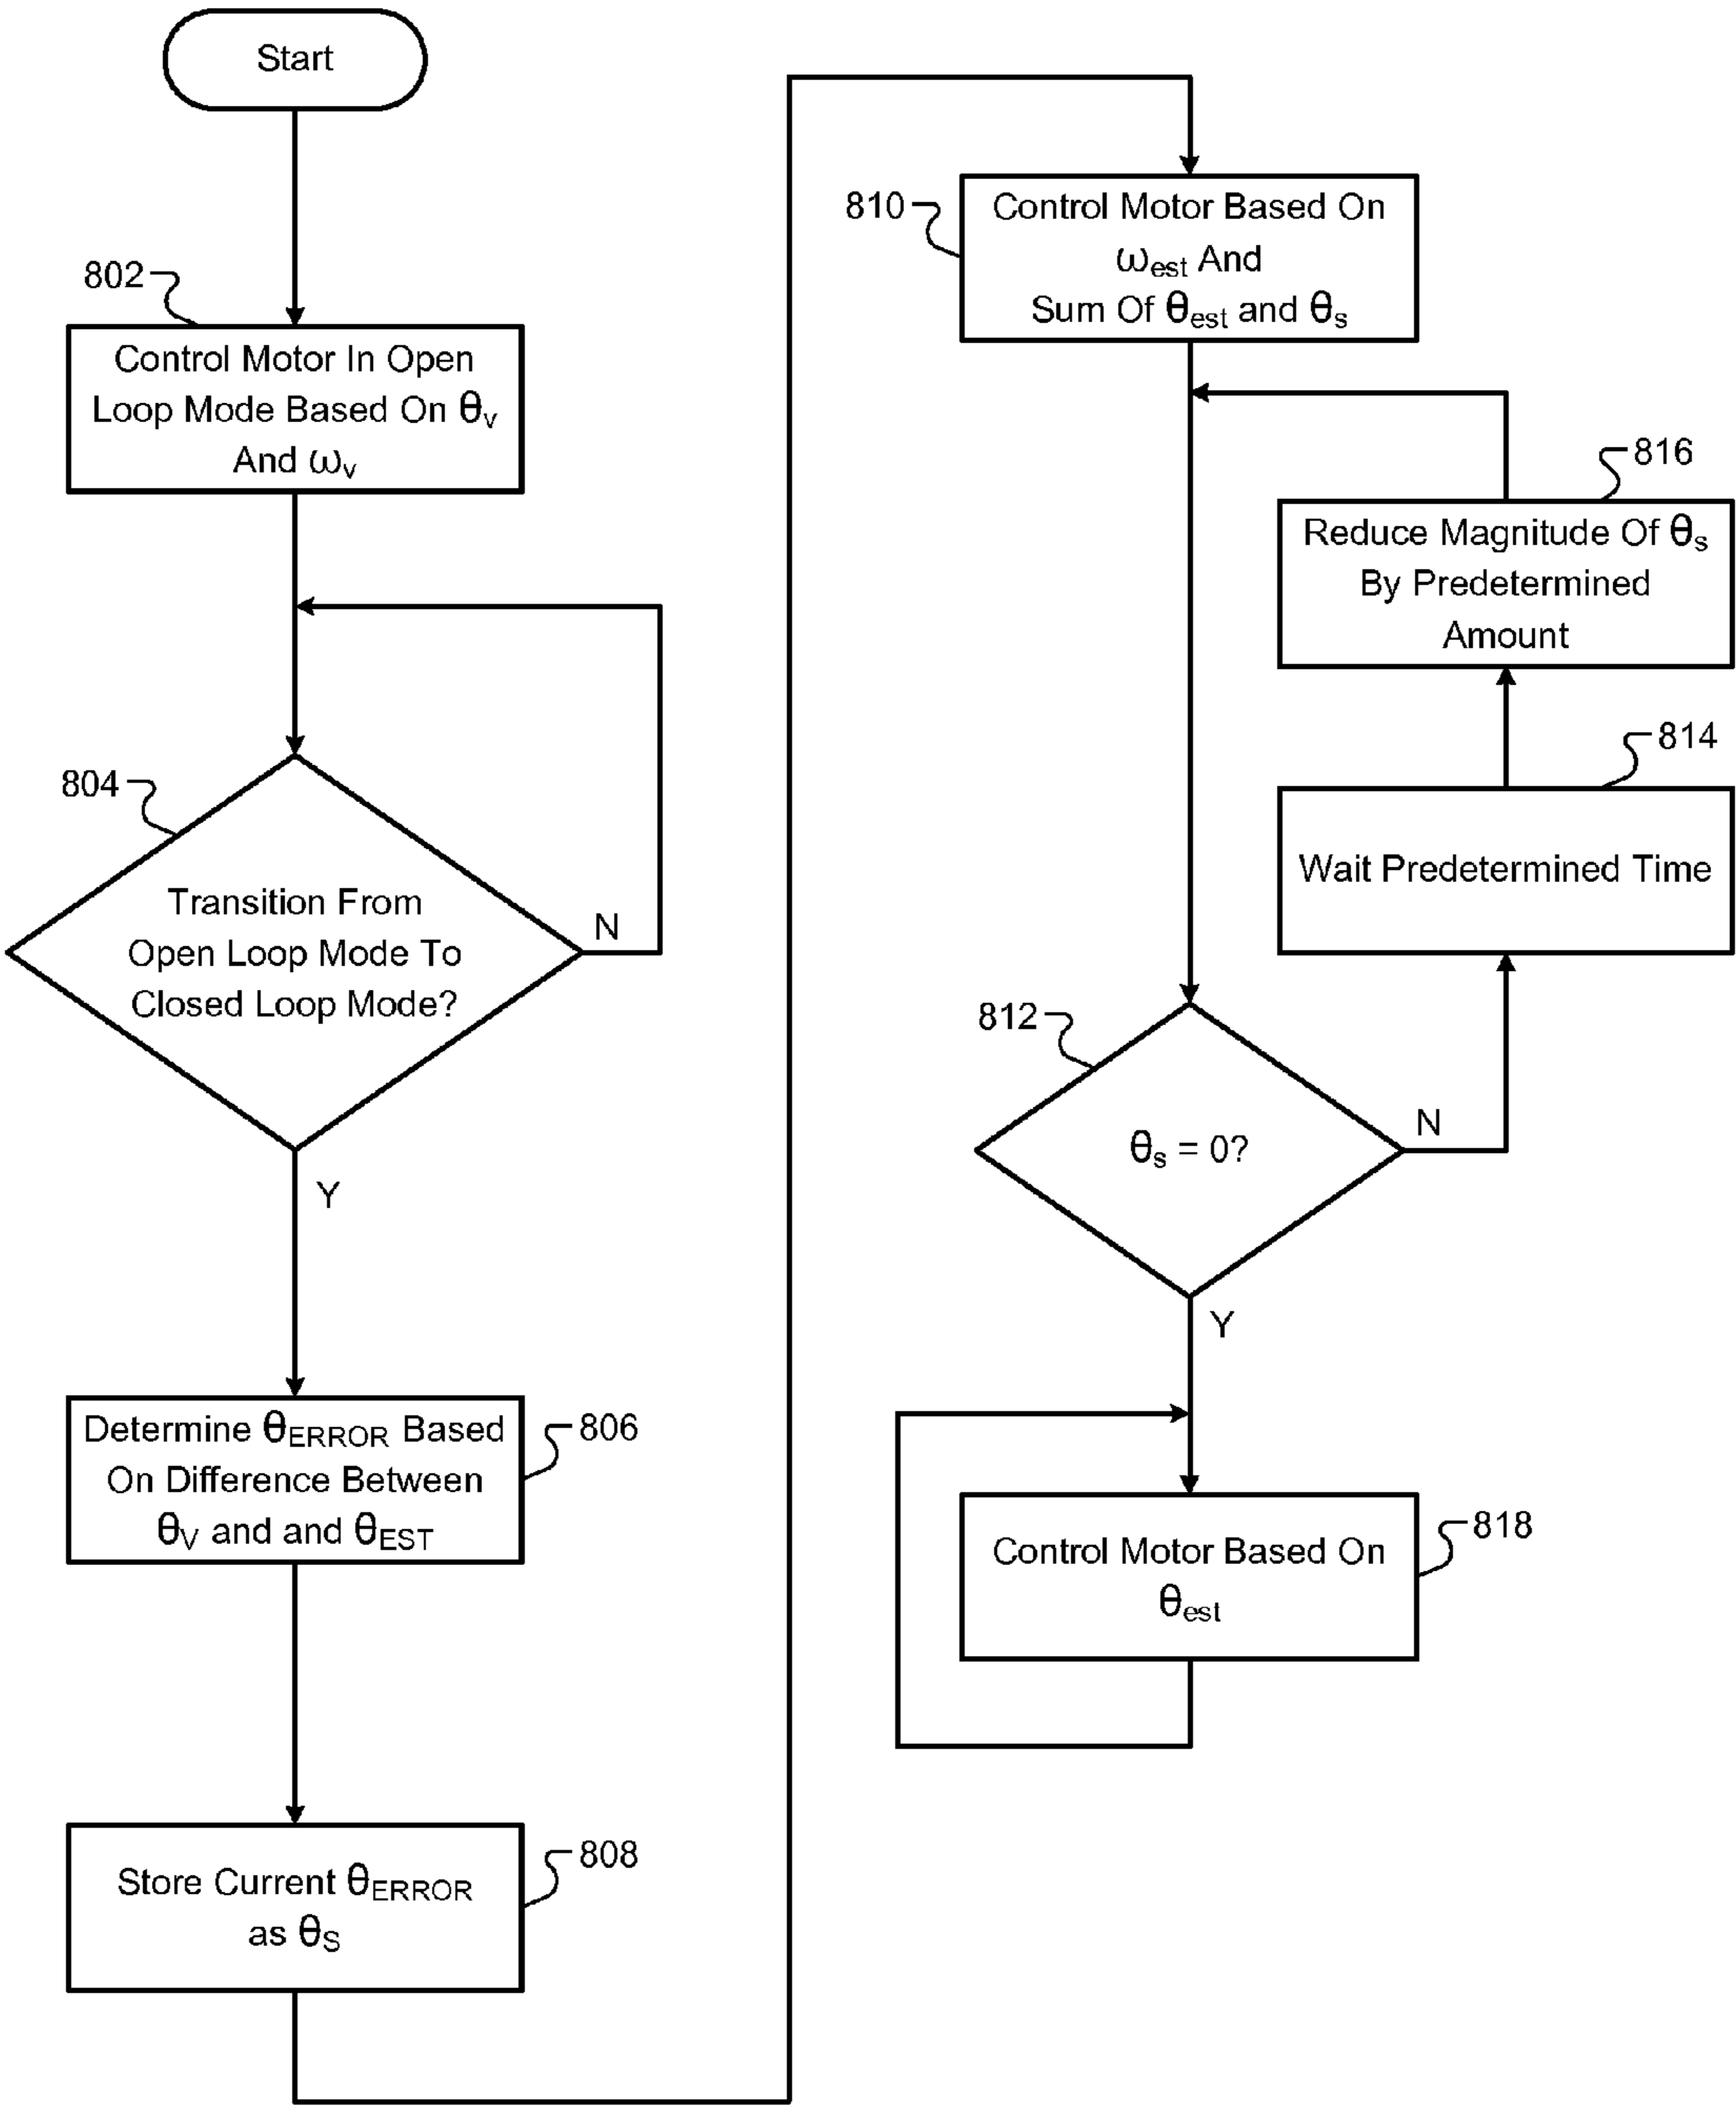 Start
802
Control Motor In Open
Loop Mode Based On θv
And ωv
804
Transition From
Open Loop Mode To
Closed Loop Mode?
N
Y
Determine θERROR Based
On Difference Between
θV and and θEST
806
Store Current θERROR
as θS
808
810
Control Motor Based On
ωest And
Sum Of θest and θs
816
Reduce Magnitude Of θs
By Predetermined
Amount
814
Wait Predetermined Time
812
θs = 0?
N
Y
Control Motor Based On
θest
818